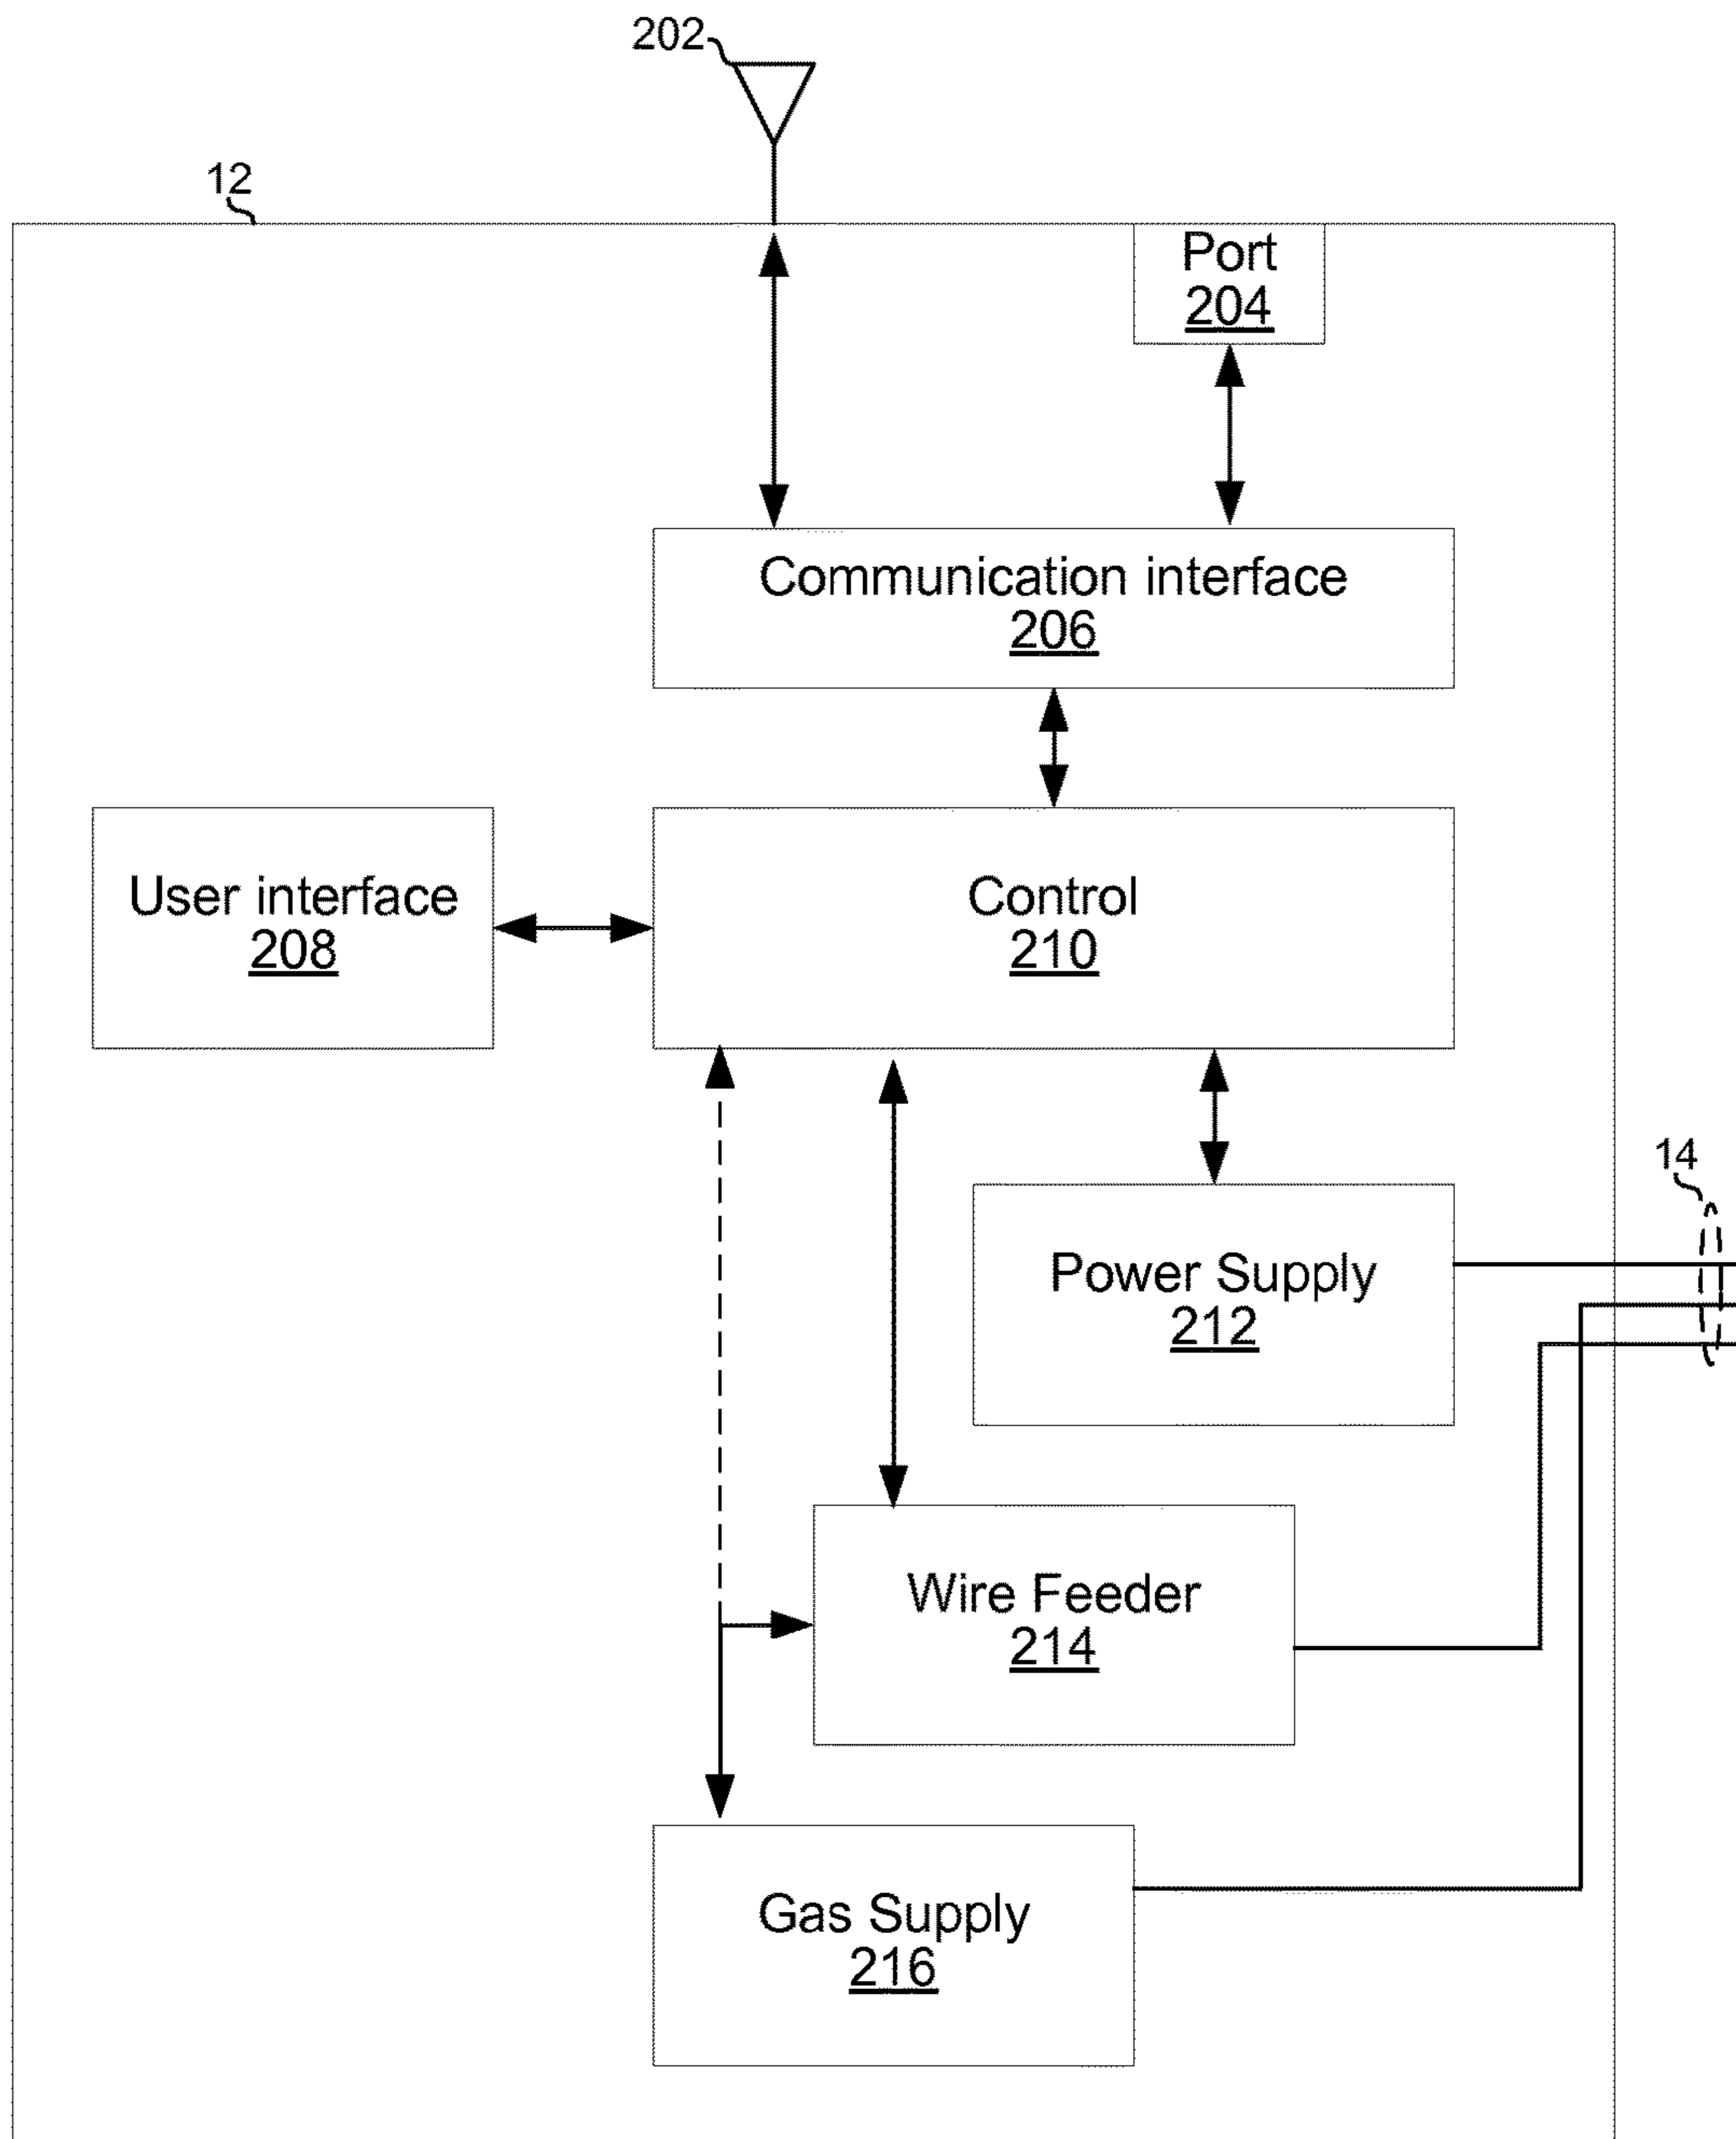 202
12
Port
204
Communication interface
206
User interface
208
Control
210
14
Power Supply
212
Wire Feeder
214
Gas Supply
216